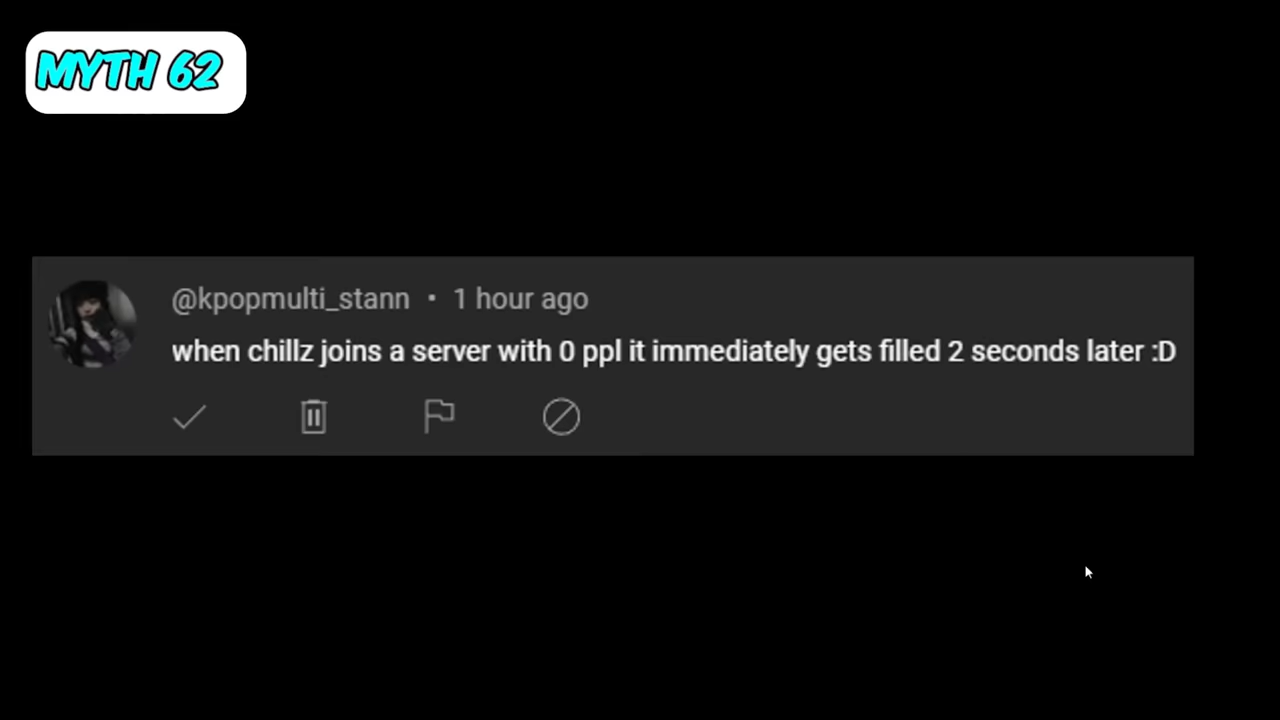 MYTH 62
@kpopmulti_stann • 1 hour ago
when chillz joins a server with 0 ppl it immediately gets filled 2 seconds later :D